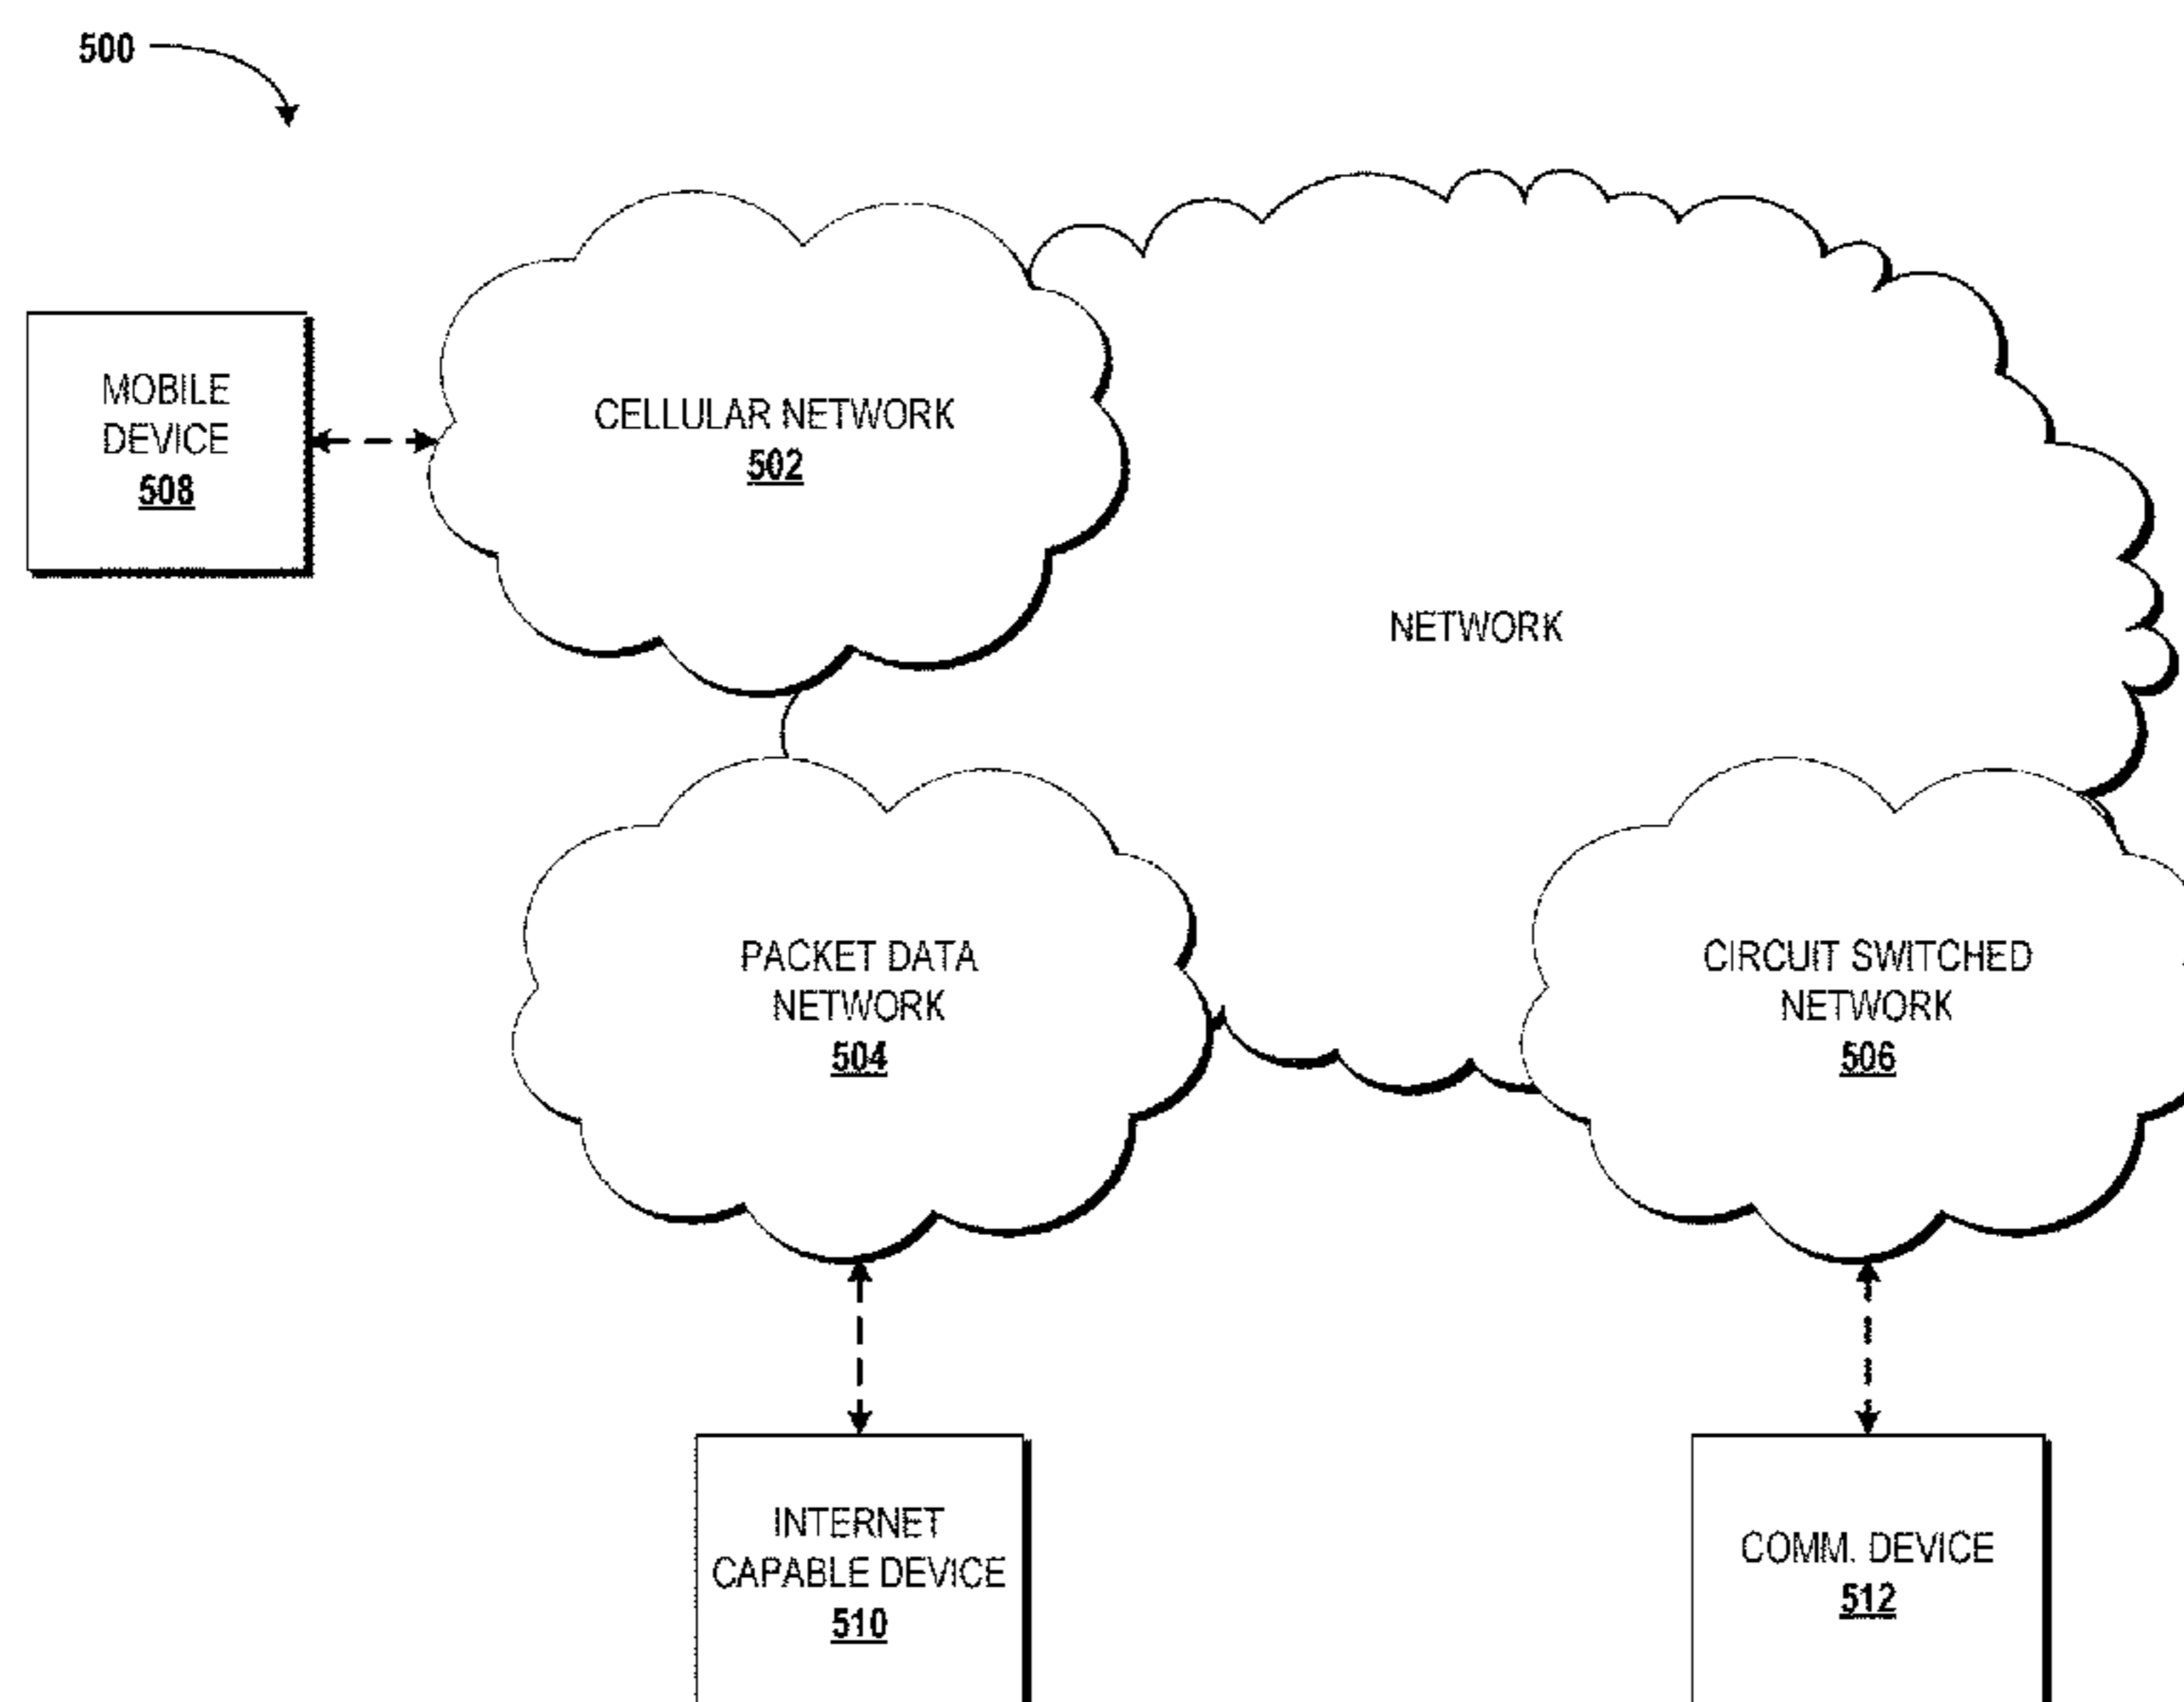 500
MOBILE
DEVICE
508
CELLULAR NETWORK
502
NETWORK
PACKET DATA
NETWORK
504
CIRCUIT SWITCHED
NETWORK
506
INTERNET
CAPABLE DEVICE
510
COMM. DEVICE
512